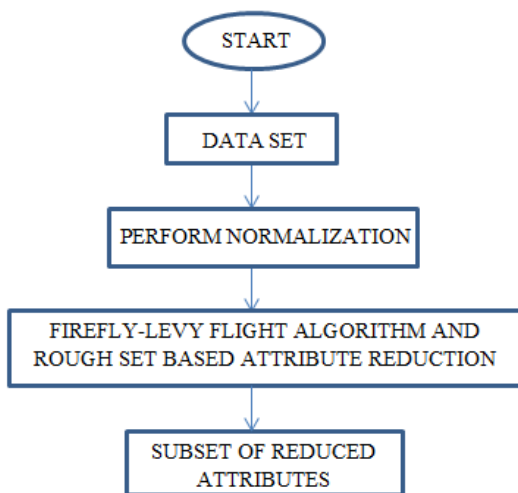 START
DATA SET
PERFORM NORMALIZATION
FIREFLY-LEVY FLIGHT ALGORITHM AND
ROUGH SET BASED ATTRIBUTE REDUCTION
SUBSET OF REDUCED
ATTRIBUTES